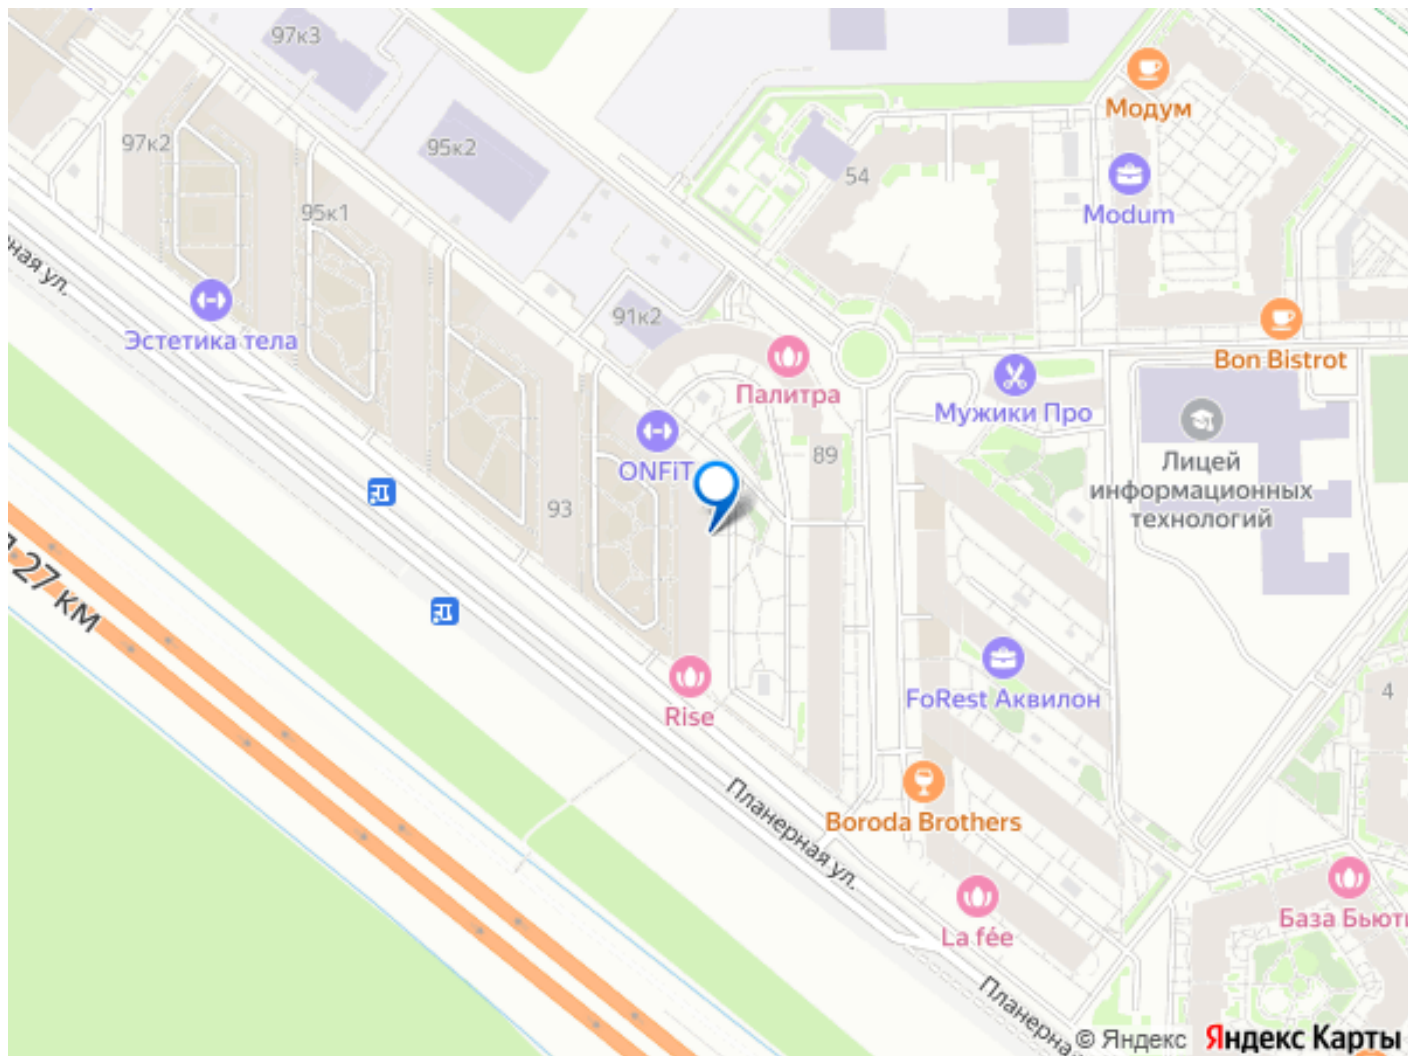 97к3
Модум
97к2
95к2
54
Modum
95к1
ная ул.
Эстетика тела
91к2
Палитра
Bon Bistrot
Мужики Про
ONFiT
89
Лицей
информационных
технологий
93
27 км
FoRest Аквилон
4
Rise
Планерная ул.
Boroda Brothers
База Бьюти
La fée
Планерна
© Яндекс Яндекс Карты